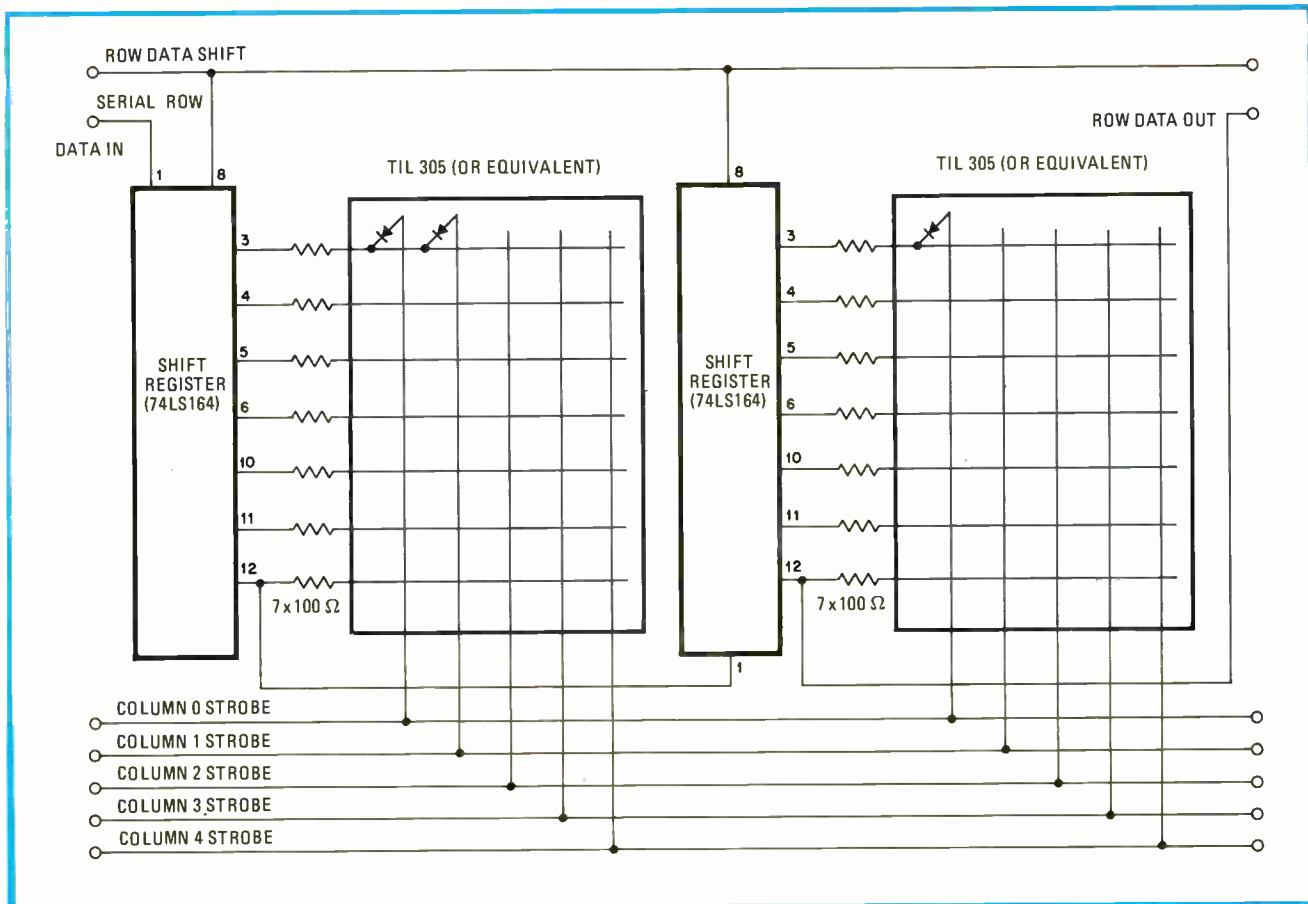 ROW DATA SHIFT
SERIAL ROW
DATA IN
ROW DATA OUT
1
8
TIL 305 (OR EQUIVALENT)
8
TIL 305 (OR EQUIVALENT)
3
4
5
6
10
11
12
SHIFT
REGISTER
(74LS164)
7 x 100 Ω
3
4
5
6
10
11
12
SHIFT
REGISTER
(74LS164)
7 x 100 Ω
1
COLUMN 0 STROBE
COLUMN 1 STROBE
COLUMN 2 STROBE
COLUMN 3 STROBE
COLUMN 4 STROBE